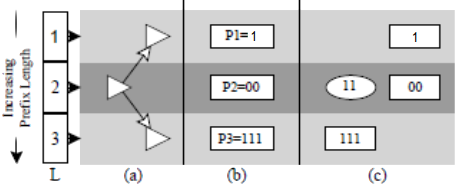 Increasing
Prefix Length
1 P1=1 1
2 P2=00 11 00
3 P3=111 111
L (a) (b) (c)